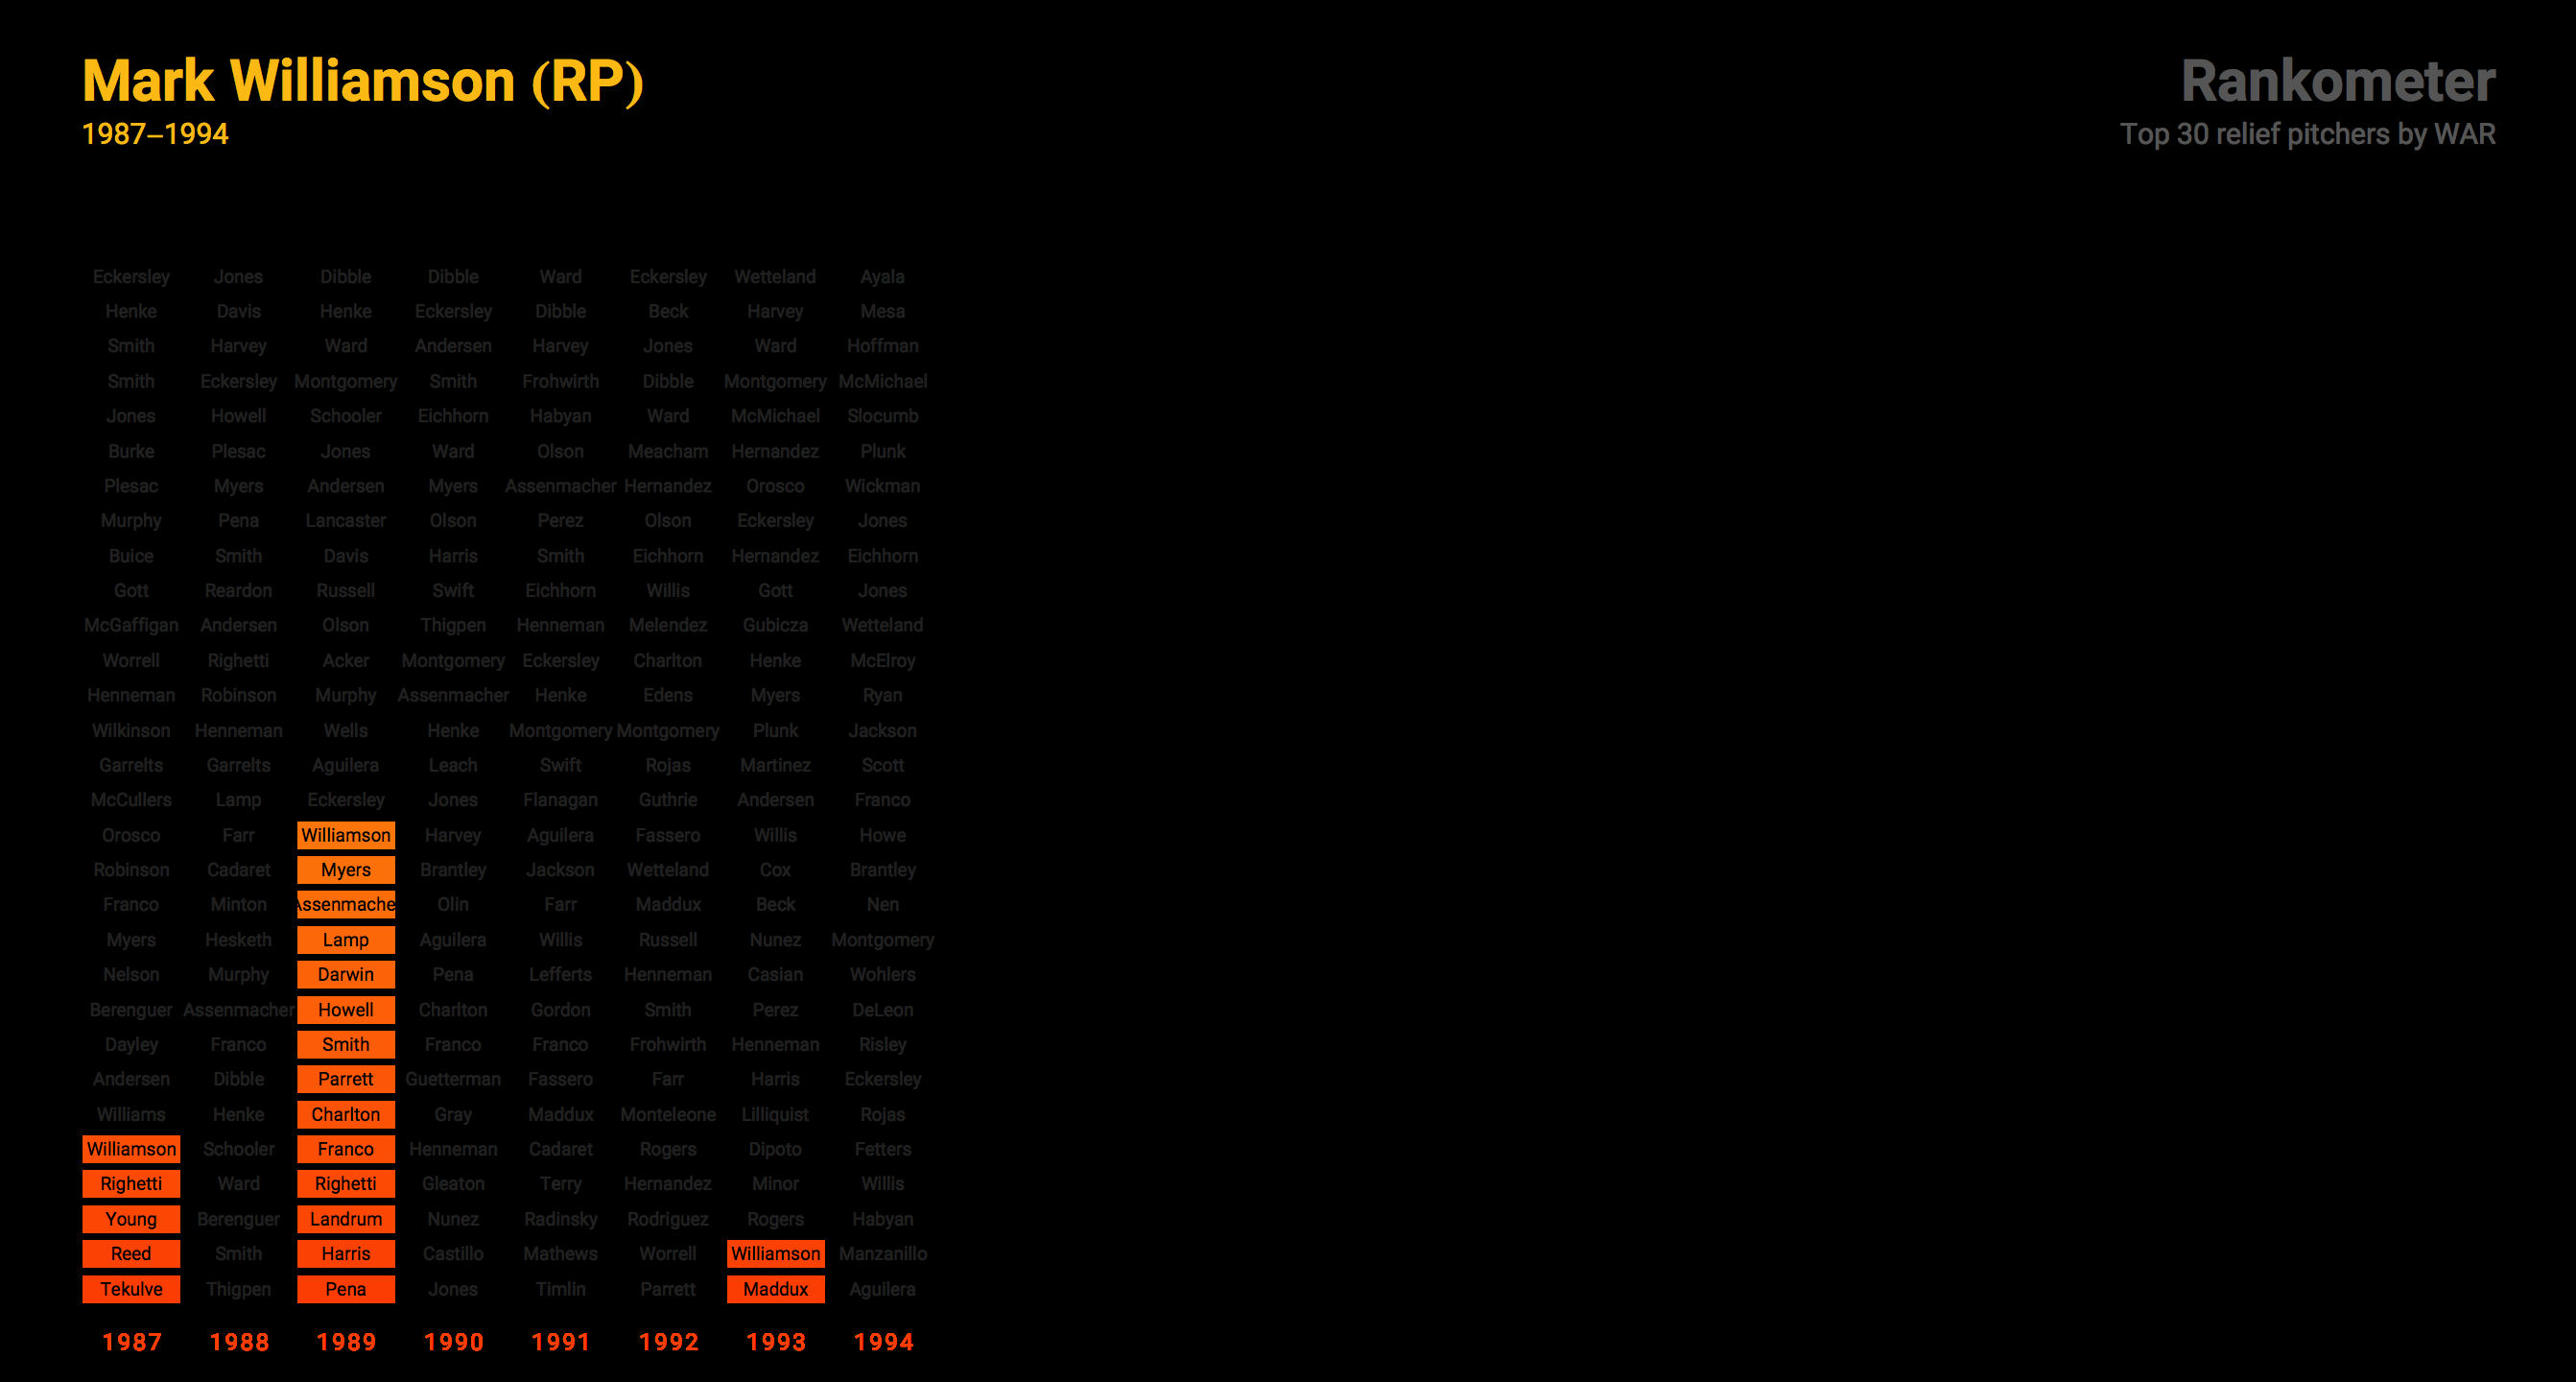 Mark Williamson (RP)
1987–1994
Rankometer
Top 30 relief pitchers by WAR
Eckersley Jones Dibble Dibble Ward Eckersley Wetteland Ayala
Henke Davis Henke Eckersley Dibble Beck Harvey Mesa
Smith Harvey Ward Andersen Harvey Jones Ward Hoffman
Smith Eckersley Montgomery Smith Frohwirth Dibble Montgomery McMichael
Jones Howell Schooler Eichhorn Habyan Ward McMichael Slocumb
Burke Plesac Jones Ward Olson Meacham Hernandez Plunk
Plesac Myers Andersen Myers Assenmacher Hernandez Orosco Wickman
Murphy Pena Lancaster Olson Perez Olson Eckersley Jones
Buice Smith Davis Harris Smith Eichhorn Hernandez Eichhorn
Gott Reardon Russell Swift Eichhorn Willis Gott Jones
McGaffigan Andersen Olson Thigpen Henneman Melendez Gubicza Wetteland
Worrell Righetti Acker Montgomery Eckersley Charlton Henke McElroy
Henneman Robinson Murphy Assenmacher Henke Edens Myers Ryan
Wilkinson Henneman Wells Henke Montgomery Montgomery Plunk Jackson
Garrelts Garrelts Aguilera Leach Swift Rojas Martinez Scott
McCullers Lamp Eckersley Jones Flanagan Guthrie Andersen Franco
Orosco Farr Williamson Harvey Aguilera Fassero Willis Howe
Robinson Cadaret Myers Brantley Jackson Wetteland Cox Brantley
Franco Minton Assenmache Olin Farr Maddux Beck Nen
Myers Hesketh Lamp Aguilera Willis Russell Nunez Montgomery
Nelson Murphy Darwin Pena Lefferts Henneman Casian Wohlers
Berenguer Assenmacher Howell Charlton Gordon Smith Perez DeLeon
Dayley Franco Smith Franco Franco Frohwirth Henneman Risley
Andersen Dibble Parrett Guetterman Fassero Farr Harris Eckersley
Williams Henke Charlton Gray Maddux Monteleone Lilliquist Rojas
Williamson Schooler Franco Henneman Cadaret Rogers Dipoto Fetters
Righetti Ward Righetti Gleaton Terry Hernandez Minor Willis
Young Berenguer Landrum Nunez Radinsky Rodriguez Rogers Habyan
Reed Smith Harris Castillo Mathews Worrell Williamson Manzanillo
Tekulve Thigpen Pena Jones Timlin Parrett Maddux Aguilera
1987 1988 1989 1990 1991 1992 1993 1994